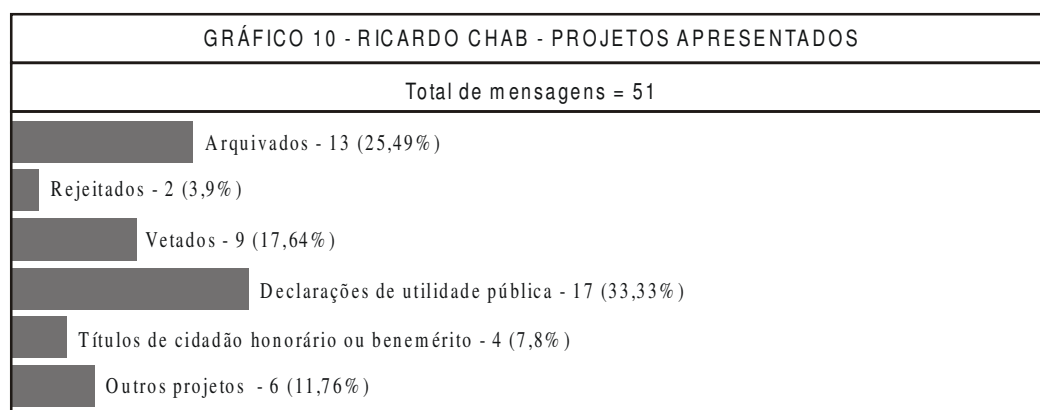 GRÁFICO 10 - RICARDO CHAB - PROJETOS APRESENTADOS
Total de mensagens = 51
Arquivados - 13 (25,49%)
Rejeitados - 2 (3,9%)
Vetados - 9 (17,64%)
Declarações de utilidade pública - 17 (33,33%)
Títulos de cidadão honorário ou benemérito - 4 (7,8%)
Outros projetos - 6 (11,76%)